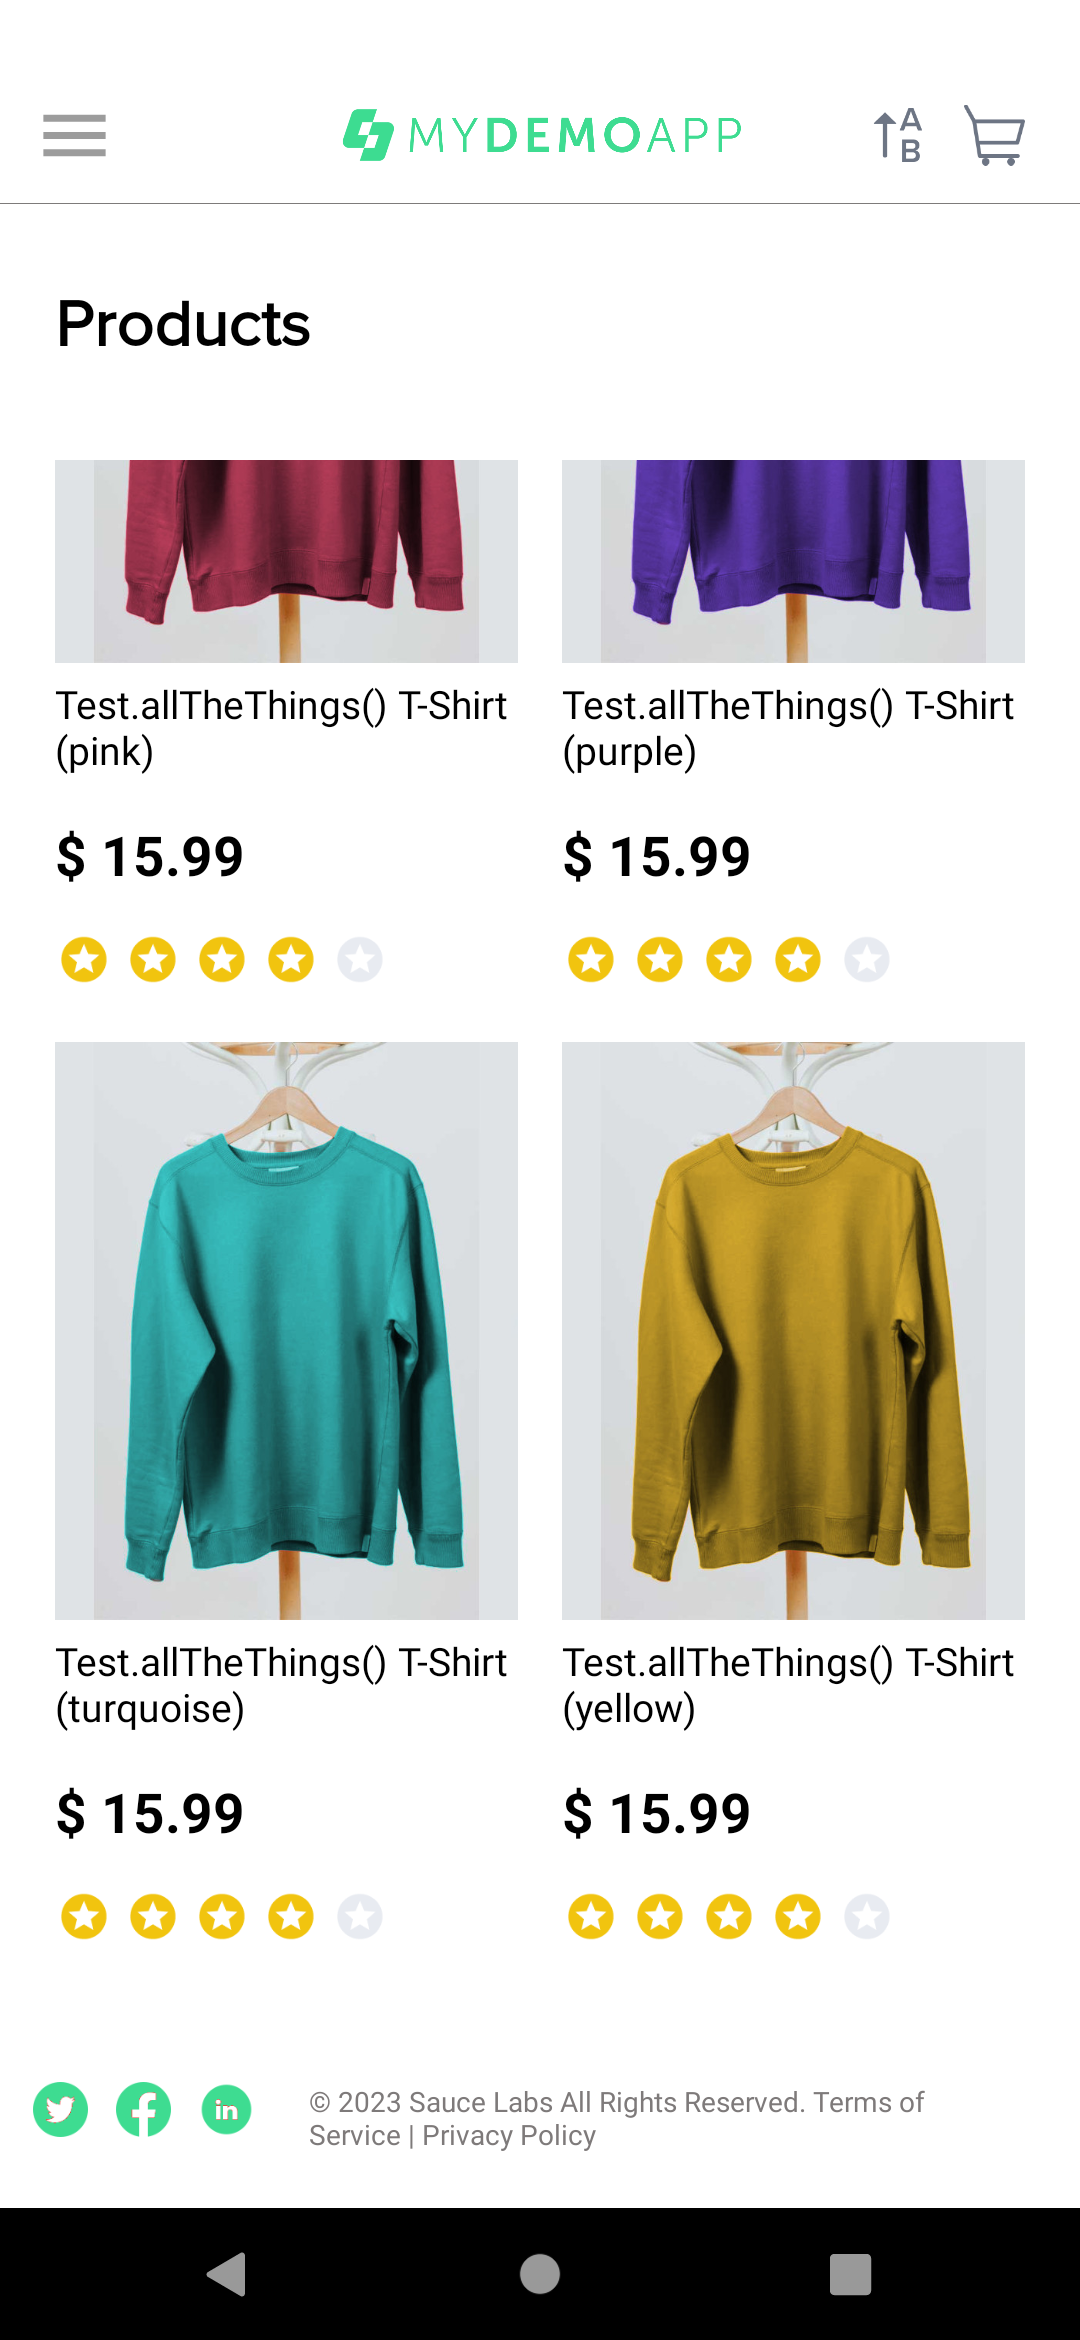 MYDEMOAPP
A
B
Products
Test.allTheThings() T-Shirt
(pink)
Test.allTheThings() T-Shirt
(purple)
$ 15.99
$ 15.99
Test.allTheThings() T-Shirt
(turquoise)
Test.allTheThings() T-Shirt
(yellow)
$ 15.99
$ 15.99
in
© 2023 Sauce Labs All Rights Reserved. Terms of
Service | Privacy Policy